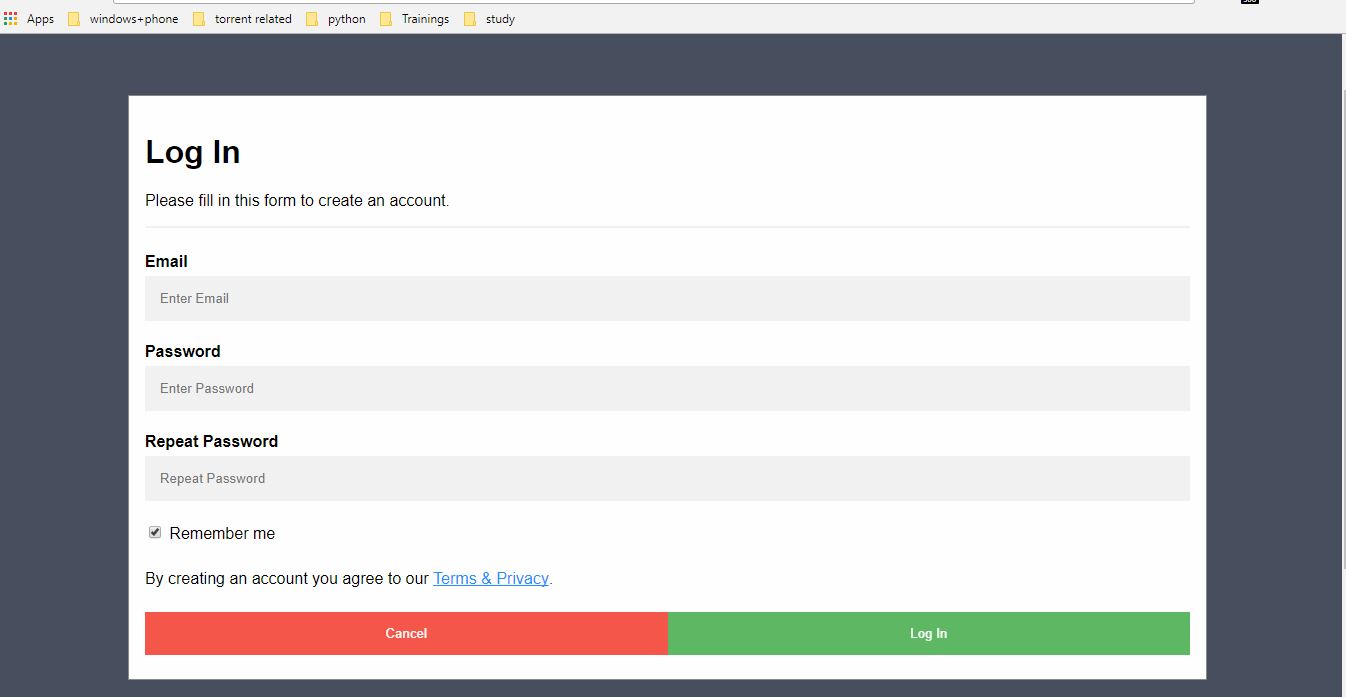 Apps windows+phone torrent related python Trainings study
Log In
Please fill in this form to create an account.
Email
Enter Email
Password
Enter Password
Repeat Password
Repeat Password
Remember me
By creating an account you agree to our Terms & Privacy.
Cancel Log In